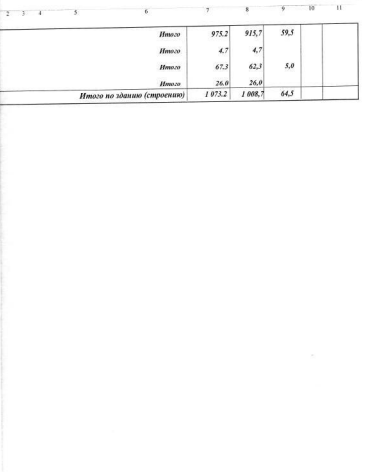 2 3 4 5 6 7 8 9 10 11
Итого 975.2 915,7 59,5
Итого 4.7 4,7
Итого 67.3 62,3 5,0
Итого 26.0 26,0
Итого по зданию (строению) 1 073.2 1 008,7 64,5